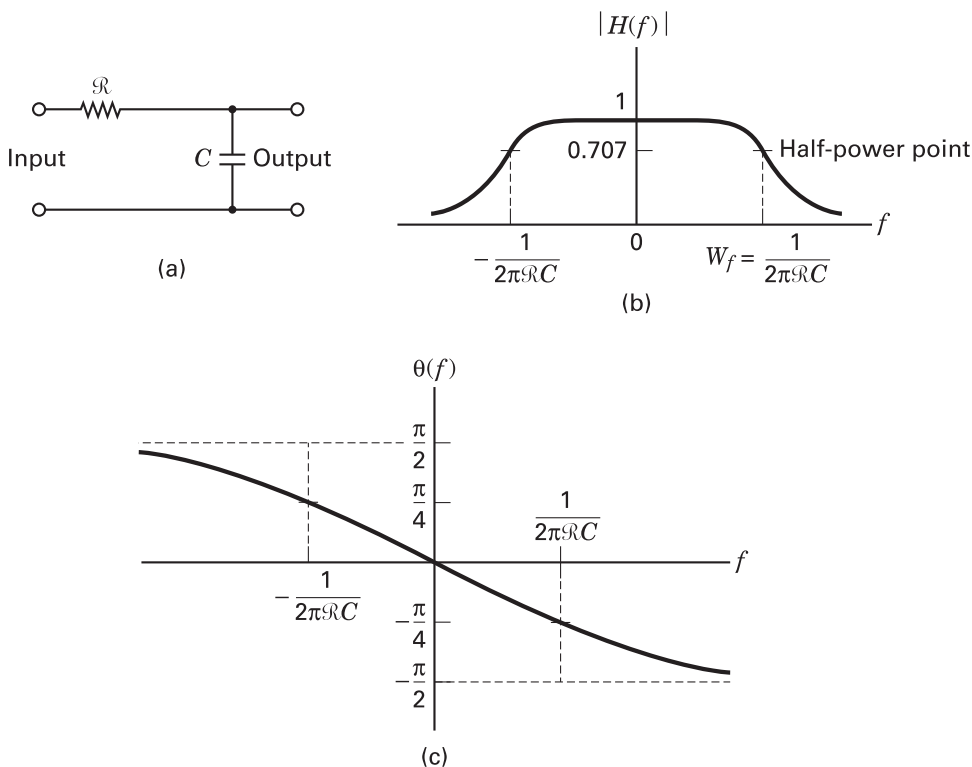 ℛ
Input
C
Output
(a)
|H(f)|
1
0.707
Half-power point
f
0
- 1/2πℛC
W_f = 1/2πℛC
(b)
θ(f)
π/2
π/4
1/2πℛC
f
- 1/2πℛC
-π/4
-π/2
(c)